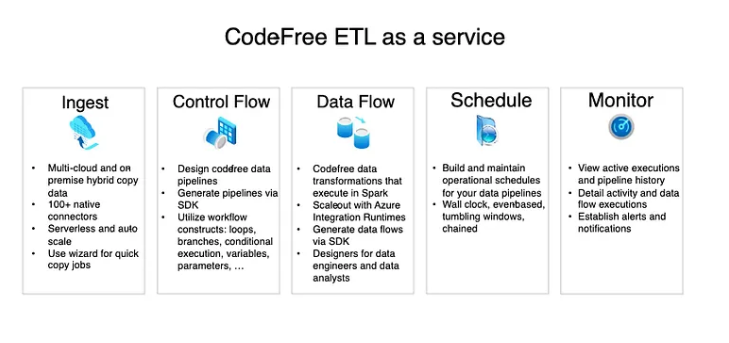 CodeFree ETL as a service
Ingest
• Multi-cloud and on
premise hybrid copy
data
• 100+ native
connectors
• Serverless and auto
scale
• Use wizard for quick
copy jobs
Control Flow
• Design codefree data
pipelines
• Generate pipelines via
SDK
• Utilize workflow
constructs: loops,
branches, conditional
execution, variables,
parameters, …
Data Flow
• Codefree data
transformations that
execute in Spark
• Scaleout with Azure
Integration Runtimes
• Generate data flows
via SDK
• Designers for data
engineers and data
analysts
Schedule
• Build and maintain
operational schedules
for your data pipelines
• Wall clock, eventbased,
tumbling windows,
chained
Monitor
• View active executions
and pipeline history
• Detail activity and data
flow executions
• Establish alerts and
notifications